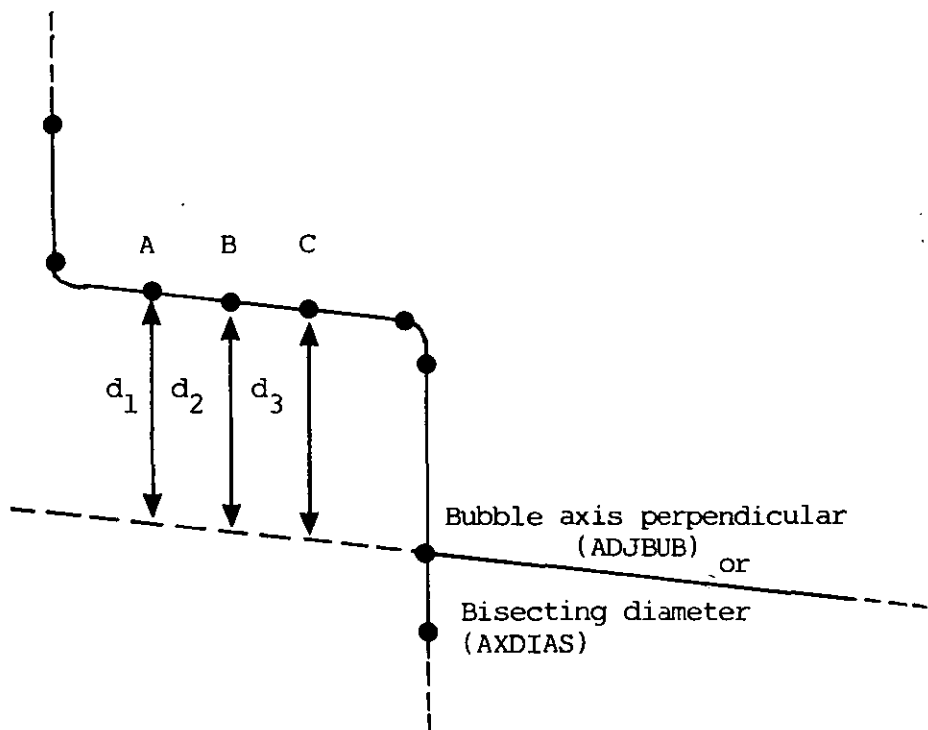 A B C
d1 d2 d3
Bubble axis perpendicular
(ADJBUB) or
Bisecting diameter
(AXDIAS)